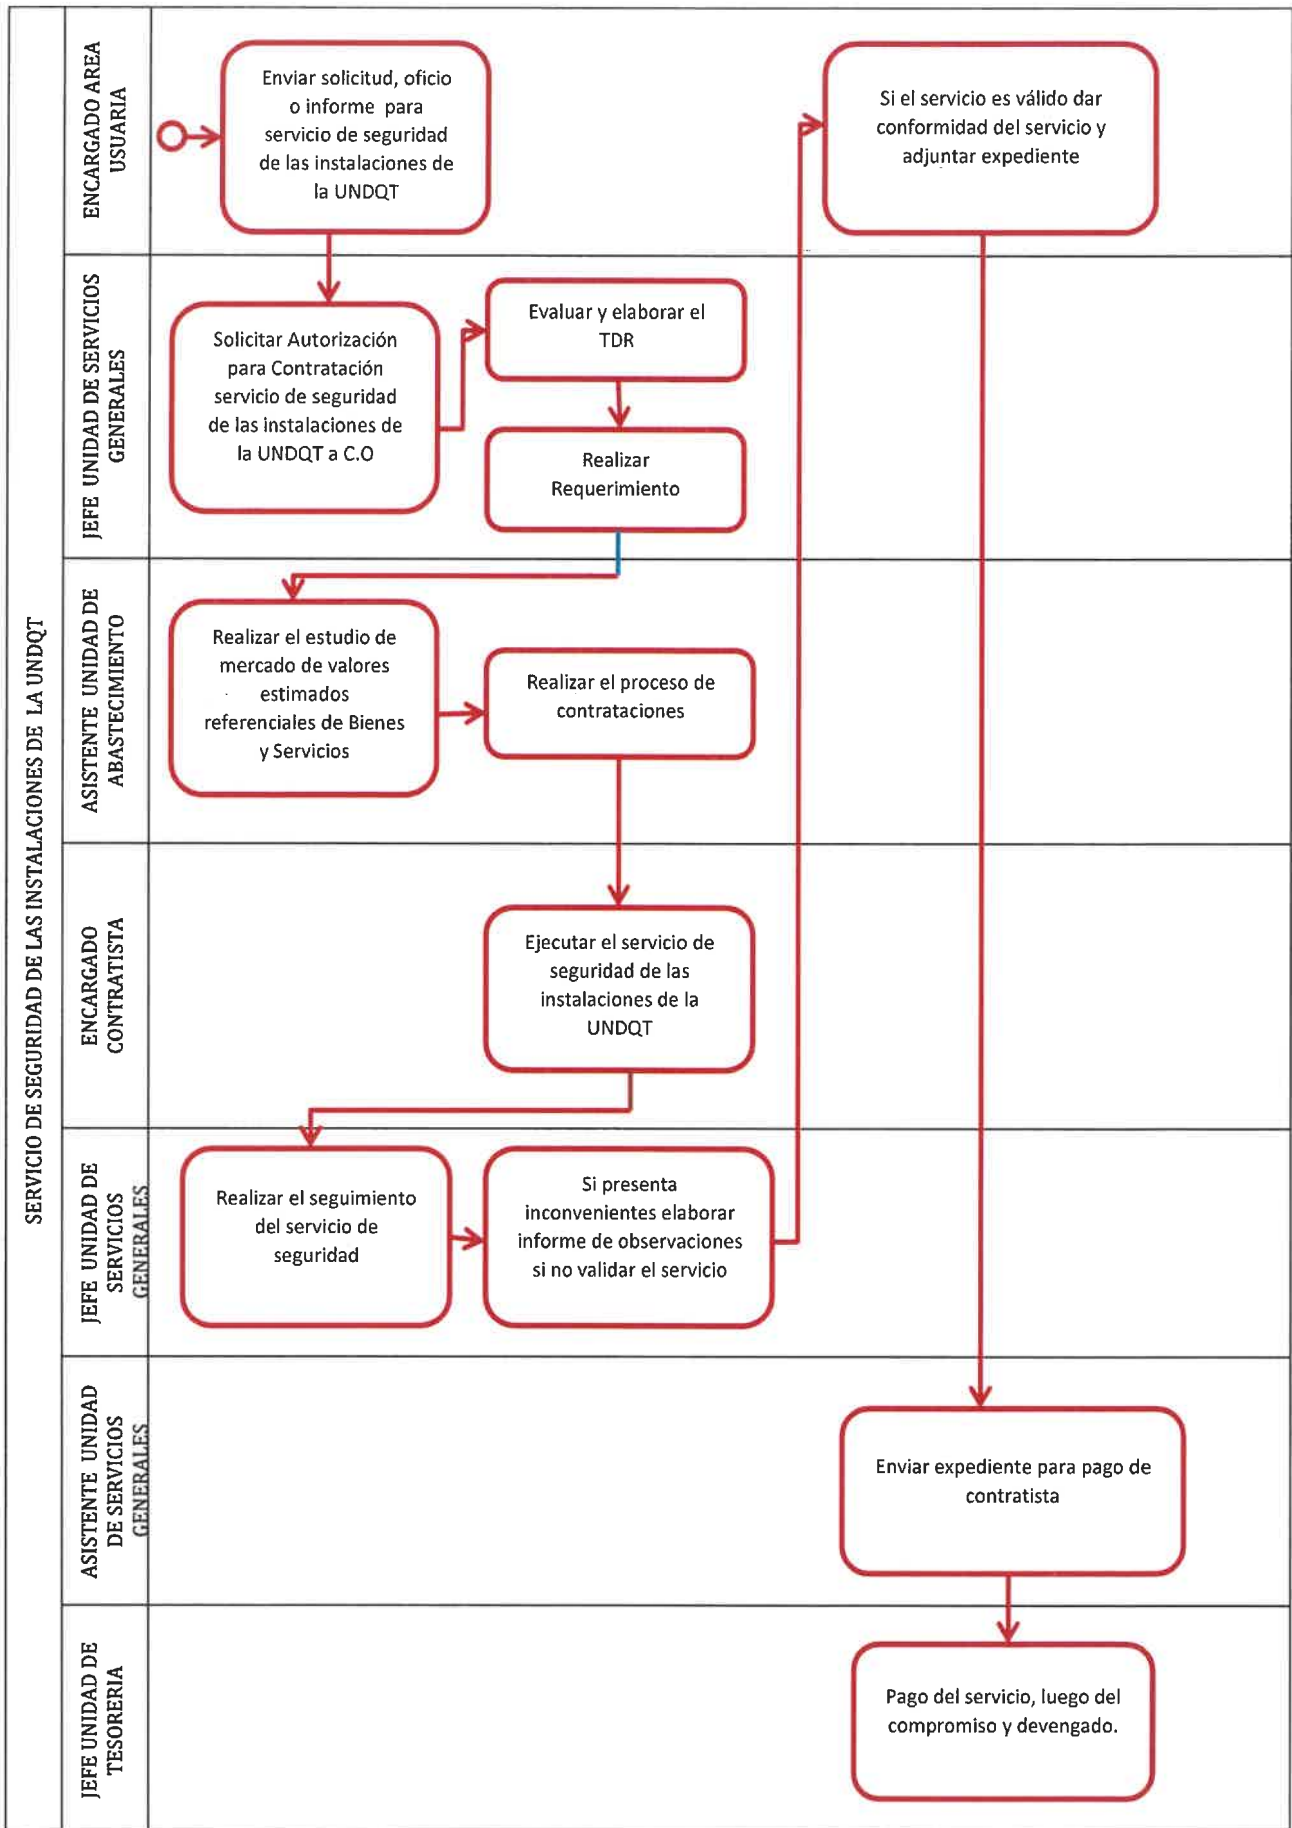 SERVICIO DE SEGURIDAD DE LAS INSTALACIONES DE LA UNDQT
ENCARGADO AREA
USUARIA
Enviar solicitud, oficio
o informe para
servicio de seguridad
de las instalaciones de
la UNDQT
Si el servicio es válido dar
conformidad del servicio y
adjuntar expediente
JEFE UNIDAD DE SERVICIOS
GENERALES
Solicitar Autorización
para Contratación
servicio de seguridad
de las instalaciones de
la UNDQT a C.O
Evaluar y elaborar el
TDR
Realizar
Requerimiento
ASISTENTE UNIDAD DE
ABASTECIMIENTO
Realizar el estudio de
mercado de valores
estimados
referenciales de Bienes
y Servicios
Realizar el proceso de
contrataciones
ENCARGADO
CONTRATISTA
Ejecutar el servicio de
seguridad de las
instalaciones de la
UNDQT
JEFE UNIDAD DE
SERVICIOS
GENERALES
Realizar el seguimiento
del servicio de
seguridad
Si presenta
inconvenientes elaborar
informe de observaciones
si no validar el servicio
ASISTENTE UNIDAD
DE SERVICIOS
GENERALES
Enviar expediente para pago de
contratista
JEFE UNIDAD DE
TESORERIA
Pago del servicio, luego del
compromiso y devengado.